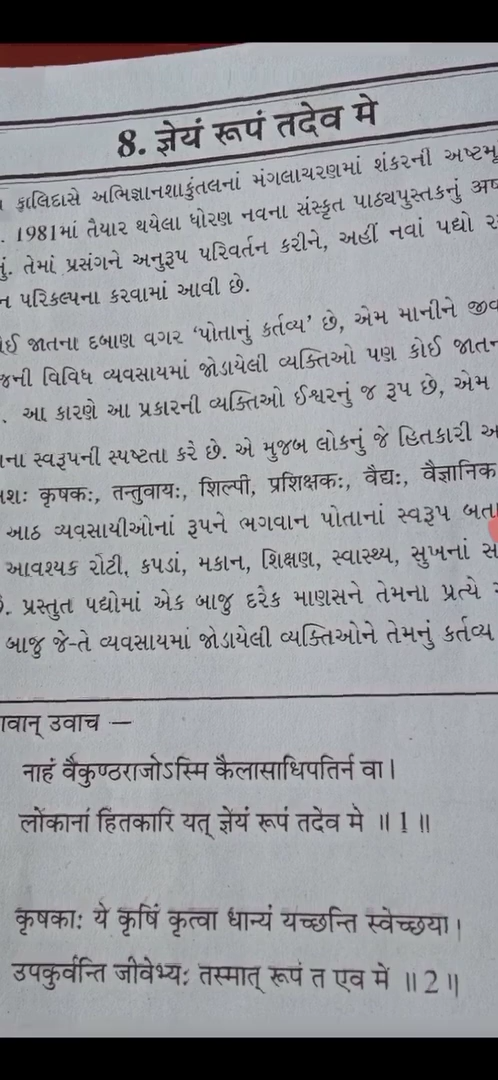 8. ज्ञेयं रूपं तदेव मे
કાલિદાસે અભિજ્ઞાનશાકુંતલનાં મંગલાચરણમાં શંકરની
. 1981માં તૈયાર થયેલા ધોરણ નવના સંસ્કૃત પાઠ્યપુસ્તકનું
તેમાં પ્રસંગને અનુરૂપ પરિવર્તન કરીને, અહીં નવાં પદ્યો
પરિકલ્પના કરવામાં આવી છે.
જાતના દબાણ વગર ‘પોતાનું કર્તવ્ય’ છે, એમ માનીને
વિવિધ વ્યવસાયમાં જોડાયેલી વ્યક્તિઓ પણ કોઈ
. આ કારણે આ પ્રકારની વ્યક્તિઓ ઈશ્વરનું જ રૂપ છે, એમ
સ્વરૂપની સ્પષ્ટતા કરે છે. એ મુજબ લોકનું જે હિતકારી
कृषकः, तन्तुवायः, शिल्पी, प्रशिक्षकः, वैद्यः, वैज्ञानिक
આઠ વ્યવસાયીઓનાં રૂપને ભગવાન પોતાનાં સ્વરૂપ
આવશ્યક રોટી, કપડાં, મકાન, શિક્ષણ, સ્વાસ્થ્ય, સુખનાં
. પ્રસ્તુત પદ્યોમાં એક બાજુ દરેક માણસને તેમના પ્રત્યે
બાજુ જે-તે વ્યવસાયમાં જોડાયેલી વ્યક્તિઓને તેમનું કર્તવ્ય
उवाच —
नाहं वैकुण्ठराजोऽस्मि कैलासाधिपतिर्न वा।
लोकानां हितकारि यत् ज्ञेयं रूपं तदेव मे ॥ 1 ॥
कृषकाः ये कृषिं कृत्वा धान्यं यच्छन्ति स्वेच्छया।
उपकुर्वन्ति जीवेभ्यः तस्मात् रूपं त एव मे ॥ 2 ॥